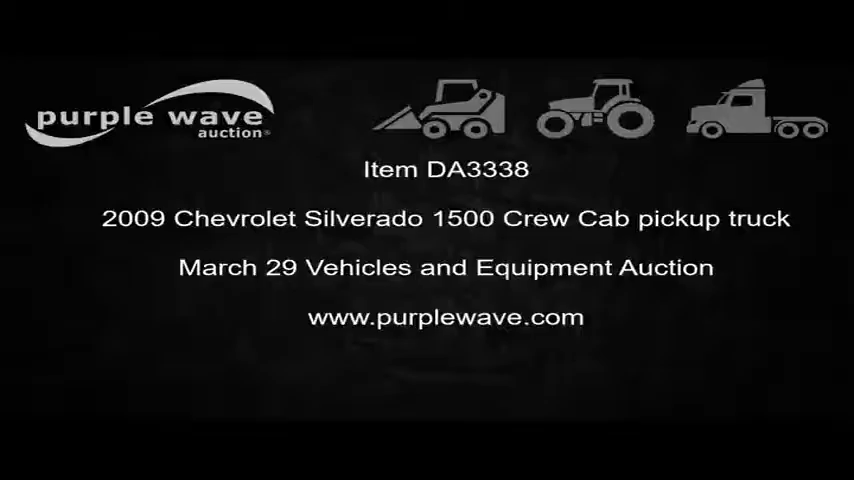 purple wave
auction®
Item DA3338
2009 Chevrolet Silverado 1500 Crew Cab pickup truck
March 29 Vehicles and Equipment Auction
www.purplewave.com